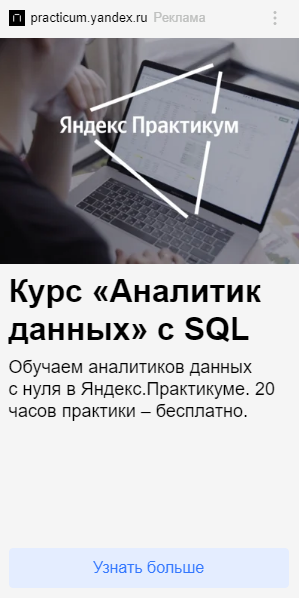 practicum.yandex.ru Реклама
Яндекс Практикум
Курс «Аналитик
данных» с SQL
Обучаем аналитиков данных
с нуля в Яндекс.Практикуме. 20
часов практики – бесплатно.
Узнать больше